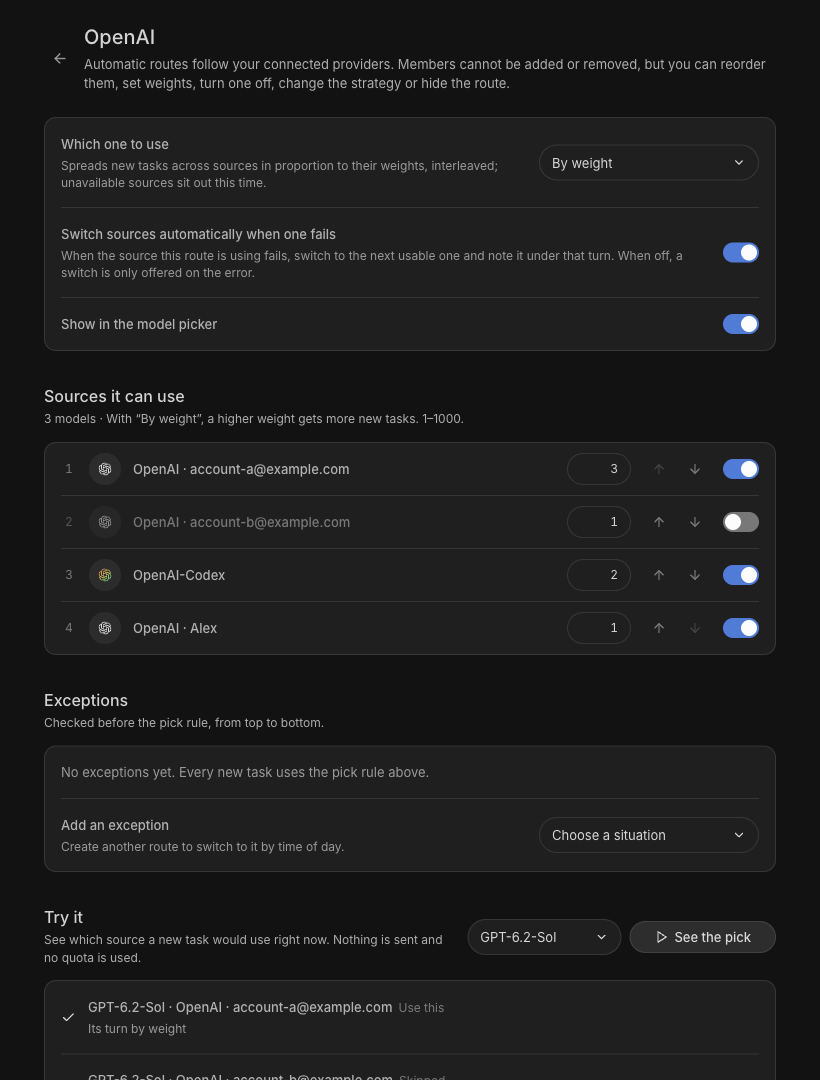 OpenAI
Automatic routes follow your connected providers. Members cannot be added or removed, but you can reorder
them, set weights, turn one off, change the strategy or hide the route.
Which one to use
Spreads new tasks across sources in proportion to their weights, interleaved;
unavailable sources sit out this time.
By weight
Switch sources automatically when one fails
When the source this route is using fails, switch to the next usable one and note it under that turn. When off, a
switch is only offered on the error.
Show in the model picker
Sources it can use
3 models · With “By weight”, a higher weight gets more new tasks. 1–1000.
1 OpenAI · account-a@example.com 3
2 OpenAI · account-b@example.com 1
3 OpenAI-Codex 2
4 OpenAI · Alex 1
Exceptions
Checked before the pick rule, from top to bottom.
No exceptions yet. Every new task uses the pick rule above.
Add an exception
Create another route to switch to it by time of day.
Choose a situation
Try it
See which source a new task would use right now. Nothing is sent and
no quota is used.
GPT-6.2-Sol
See the pick
GPT-6.2-Sol · OpenAI · account-a@example.com Use this
Its turn by weight
GPT-6.2-Sol · OpenAI · account-b@example.com Skipped